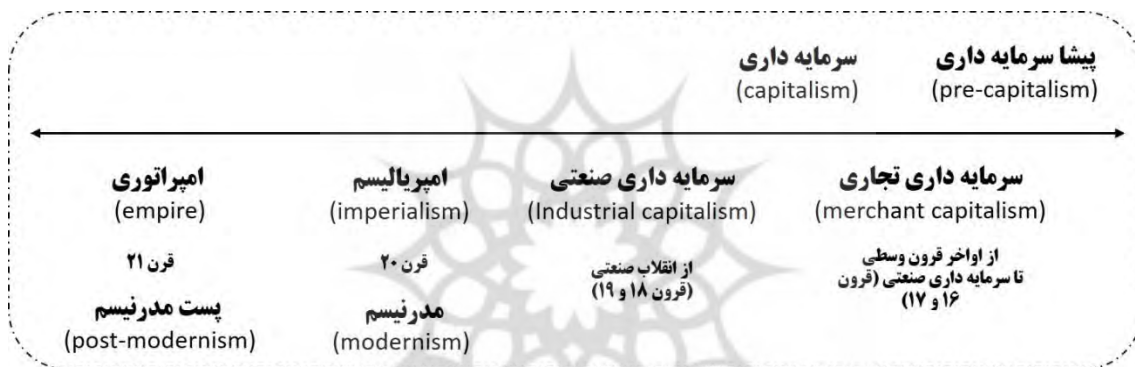 پیشا سرمایه داری
(pre-capitalism)
سرمایه داری
(capitalism)
سرمایه داری تجاری
(merchant capitalism)
از اواخر قرون وسطی
تا سرمایه داری صنعتی (قرون
۱۶ و ۱۷)
سرمایه داری صنعتی
(Industrial capitalism)
از انقلاب صنعتی
(قرون ۱۸ و ۱۹)
امپریالیسم
(imperialism)
قرن ۲۰
مدرنیسم
(modernism)
امپراتوری
(empire)
قرن ۲۱
پست مدرنیسم
(post-modernism)